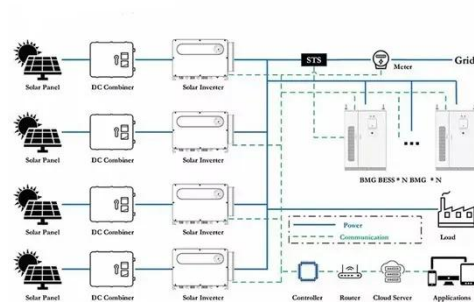 STS
Meter
Grid
Solar Panel DC Combiner Solar Inverter
Solar Panel DC Combiner Solar Inverter
BMG BESS * N BMG * N
Solar Panel DC Combiner Solar Inverter
Power
Communication
Load
Solar Panel DC Combiner Solar Inverter Controller Router Cloud Server Applications